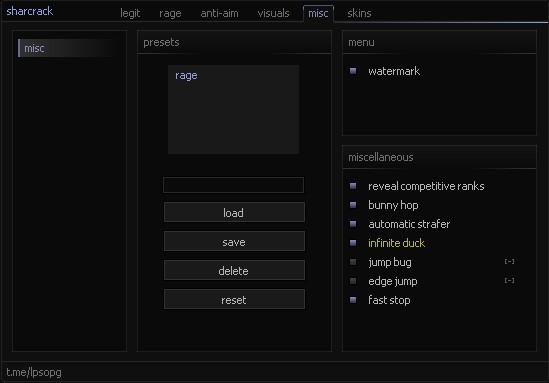 sharcrack
legit rage anti-aim visuals misc skins
misc
presets
rage
load
save
delete
reset
menu
watermark
miscellaneous
reveal competitive ranks
bunny hop
automatic strafer
infinite duck
jump bug [-]
edge jump [-]
fast stop
t.me/lpsopg